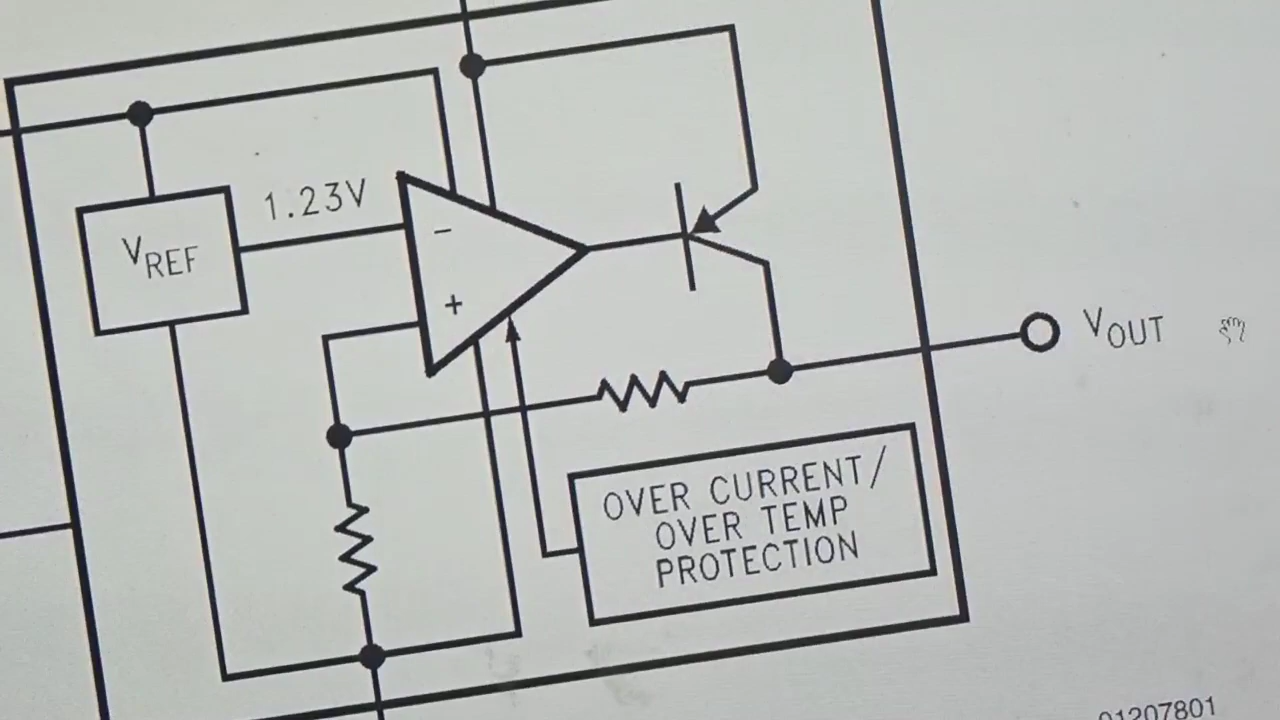 1.23V
VREF
−
+
VOUT
OVER CURRENT/
OVER TEMP
PROTECTION
01207801